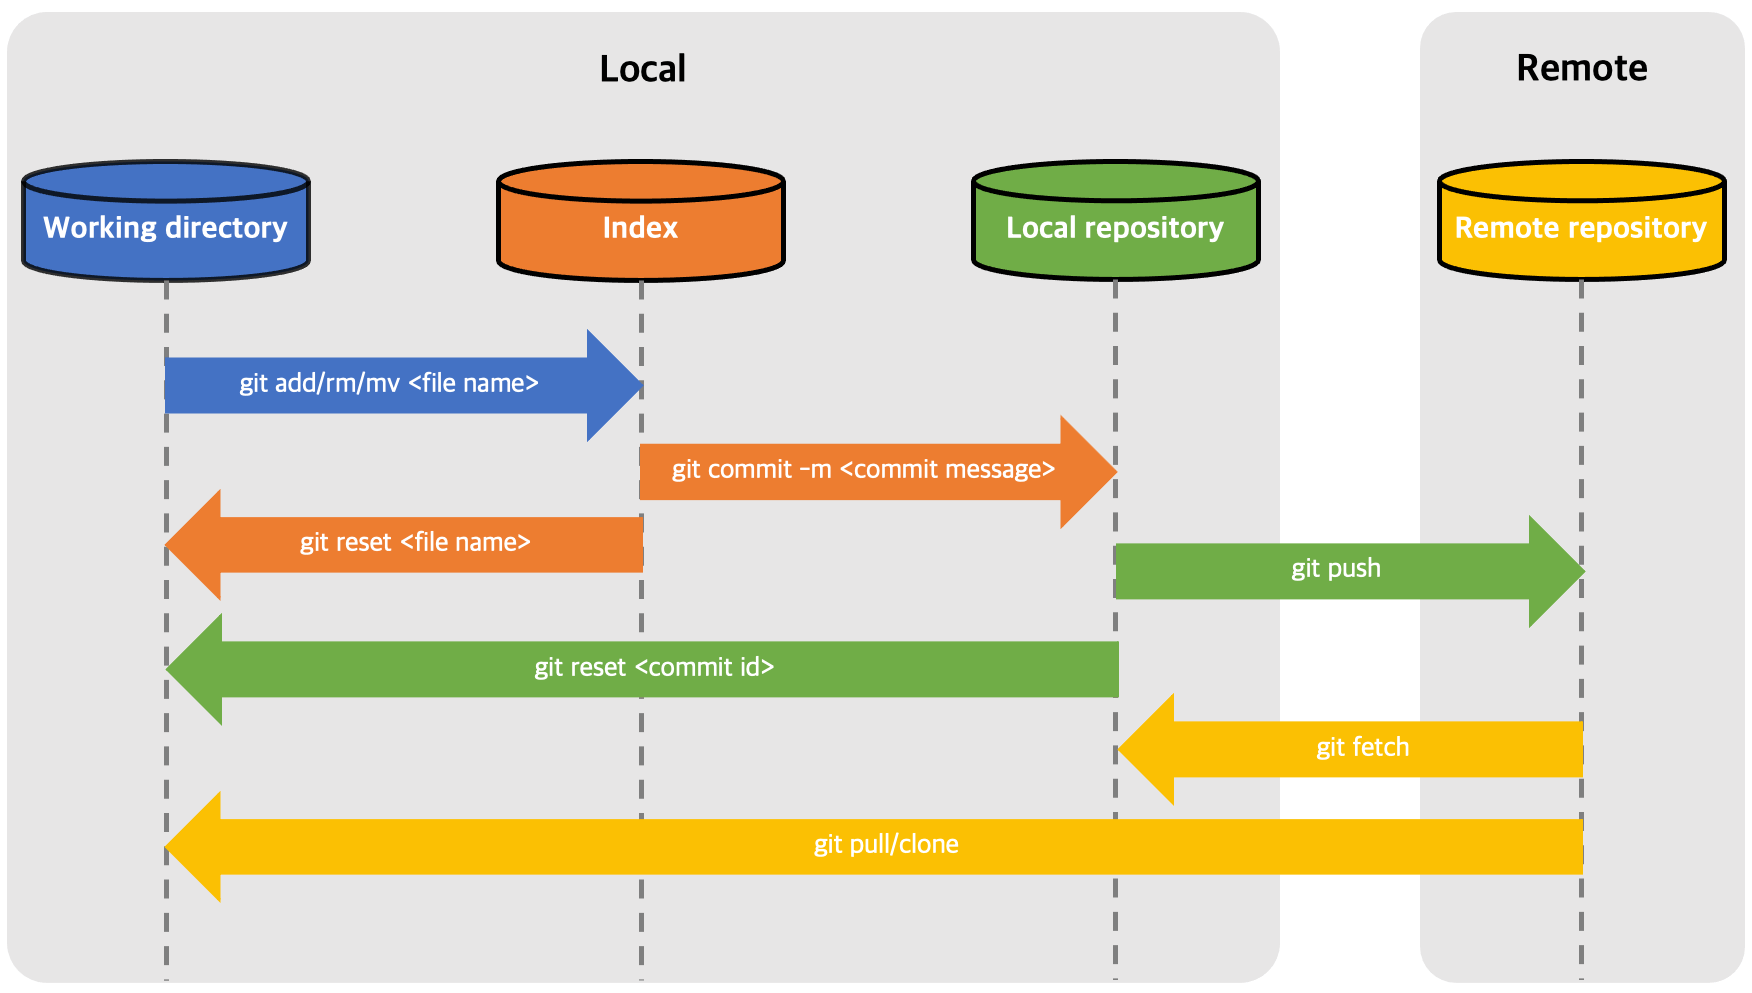 Local
Remote
Working directory
Index
Local repository
Remote repository
git add/rm/mv <file name>
git commit -m <commit message>
git reset <file name>
git push
git reset <commit id>
git fetch
git pull/clone